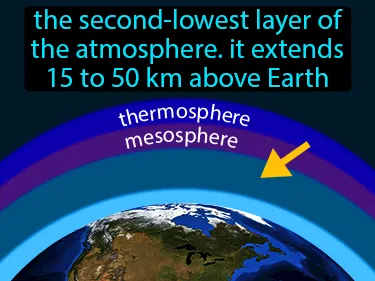 the second-lowest layer of
the atmosphere. it extends
15 to 50 km above Earth
thermosphere
mesosphere